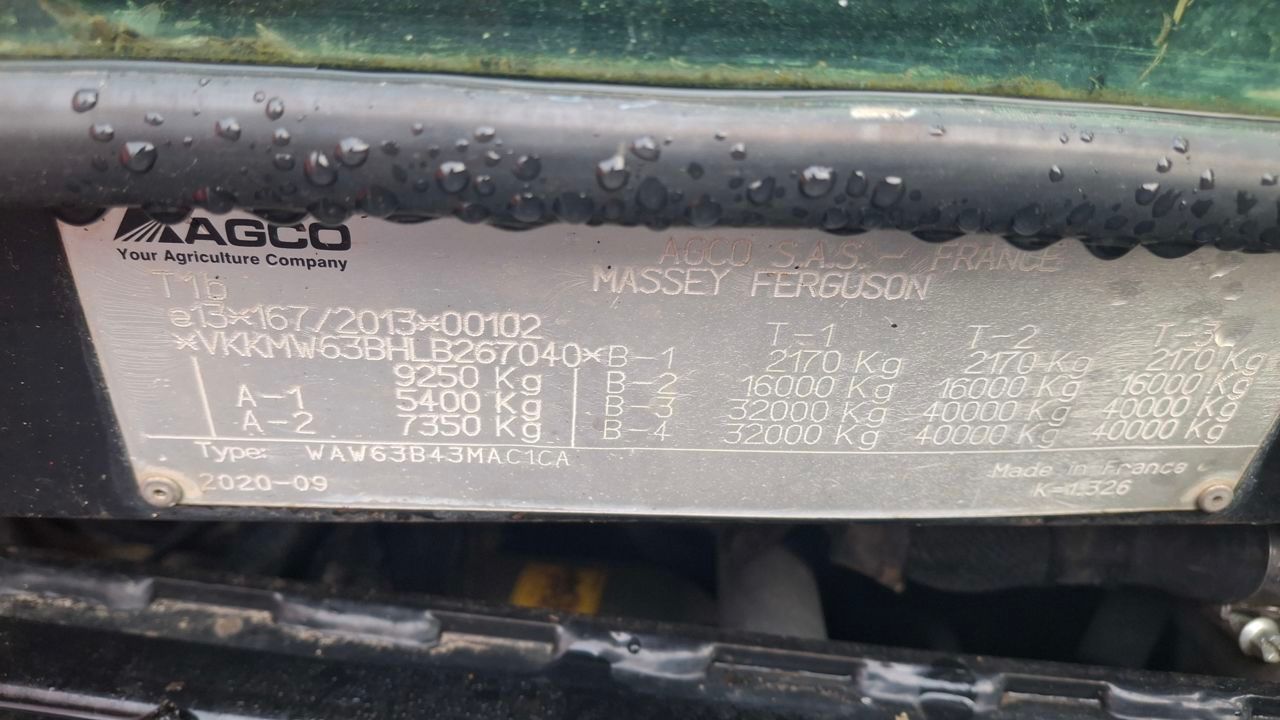 AGCO
Your Agriculture Company
AGCO S.A.S. - FRANCE
MASSEY FERGUSON
T1b
e13*167/2013*00102
*VKKMW63BHLB267040*
T-1 T-2 T-3
9250 Kg B-1 2170 Kg 2170 Kg 2170 Kg
A-1 5400 Kg B-2 16000 Kg 16000 Kg 16000 Kg
A-2 7350 Kg B-3 32000 Kg 40000 Kg 40000 Kg
B-4 32000 Kg 40000 Kg 40000 Kg
Type: WAW63B43MAC1CA
2020-09
Made in France
K-1.326